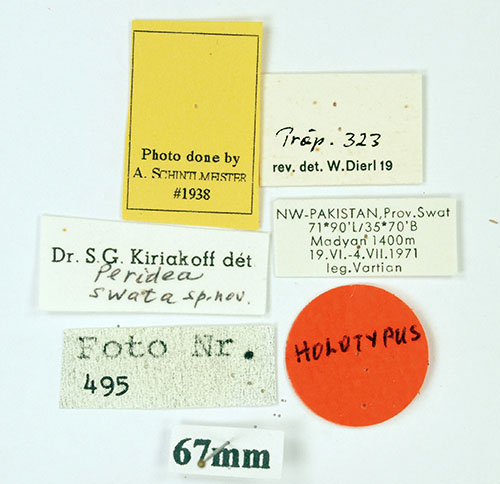 Photo done by
A. SCHINTLMEISTER
#1938
Präp. 323
rev. det. W.Dierl 19
NW-PAKISTAN,Prov.Swat
71*90'L/35*70'B
Madyan 1400m
19.VI.-4.VII.1971
leg.Vartian
Dr. S.G. Kiriakoff dét.
Peridea
swata sp.nov.
HOLOTYPUS
Foto Nr.
495
67mm